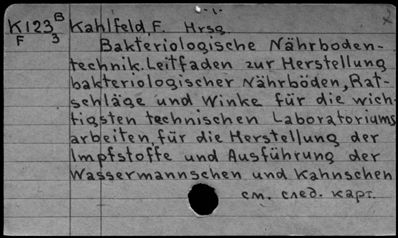 K123 B Kahlfeld, F. Hrsg.
F 3
Bakteriologische Nährboden-
technik. Leitfaden zur Herstellung
bakteriologischer Nährböden, Rat-
schläge und Winke für die wich-
tigsten technischen Laboratoriums
arbeiten, für die Herstellung der
Impfstoffe und Ausführung der
Wassermannschen und Kahnschen
см. след. карт.